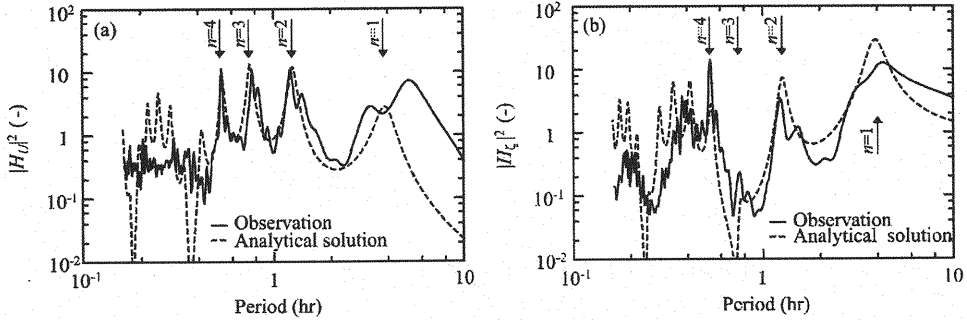 (a)
|H_U|² (-)
10²
10
1
10⁻¹
10⁻²
n=4
n=3
n=2
n=1
Observation
Analytical solution
10⁻¹
1
10
Period (hr)
(b)
|H_ζ|² (-)
10²
10
1
10⁻¹
10⁻²
n=4
n=3
n=2
n=1
Observation
Analytical solution
10⁻¹
1
10
Period (hr)